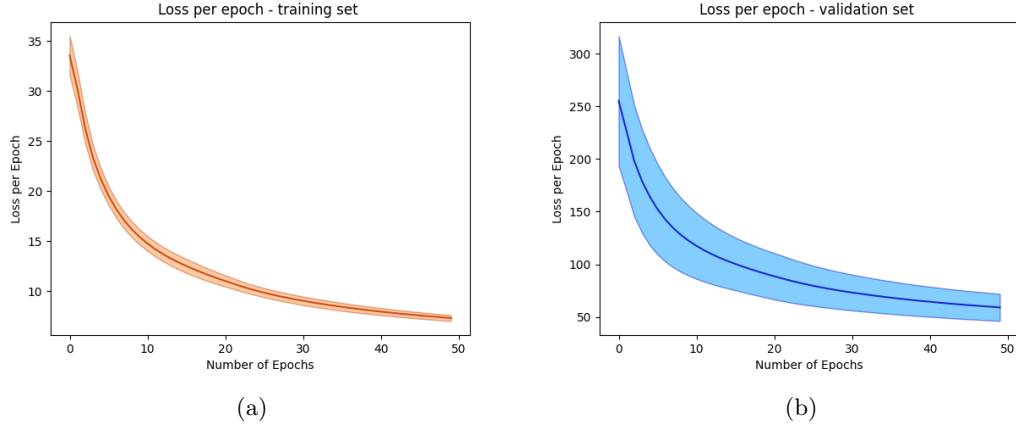 Loss per epoch - training set
35
30
25
20
15
10
Loss per Epoch
0 10 20 30 40 50
Number of Epochs
(a)
Loss per epoch - validation set
300
250
200
150
100
50
Loss per Epoch
0 10 20 30 40 50
Number of Epochs
(b)